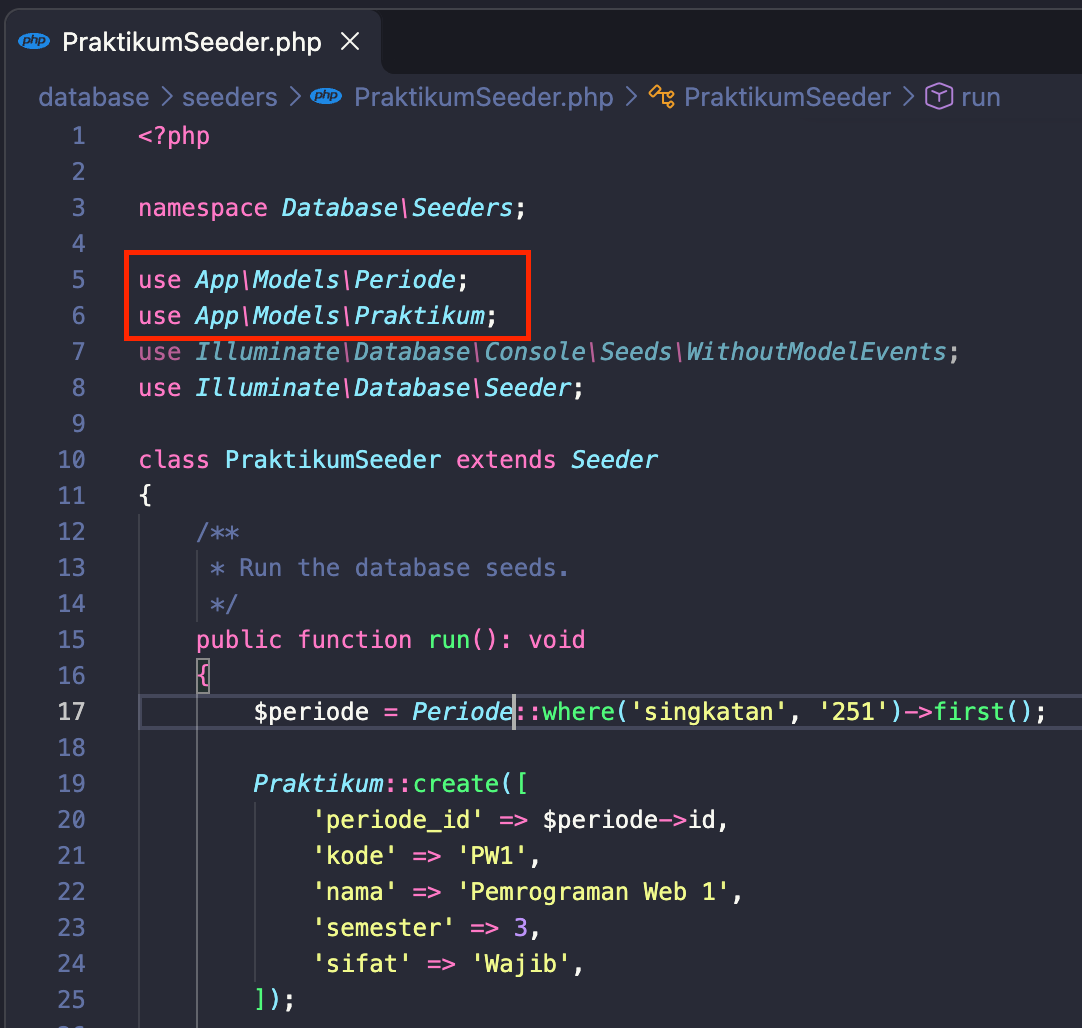 php PraktikumSeeder.php
database > seeders > php PraktikumSeeder.php > PraktikumSeeder > run
1 <?php
2
3 namespace Database\Seeders;
4
5 use App\Models\Periode;
6 use App\Models\Praktikum;
7 use Illuminate\Database\Console\Seeds\WithoutModelEvents;
8 use Illuminate\Database\Seeder;
9
10 class PraktikumSeeder extends Seeder
11 {
12     /**
13      * Run the database seeds.
14      */
15     public function run(): void
16     {
17         $periode = Periode::where('singkatan', '251')->first();
18
19         Praktikum::create([
20             'periode_id' => $periode->id,
21             'kode' => 'PW1',
22             'nama' => 'Pemrograman Web 1',
23             'semester' => 3,
24             'sifat' => 'Wajib',
25         ]);